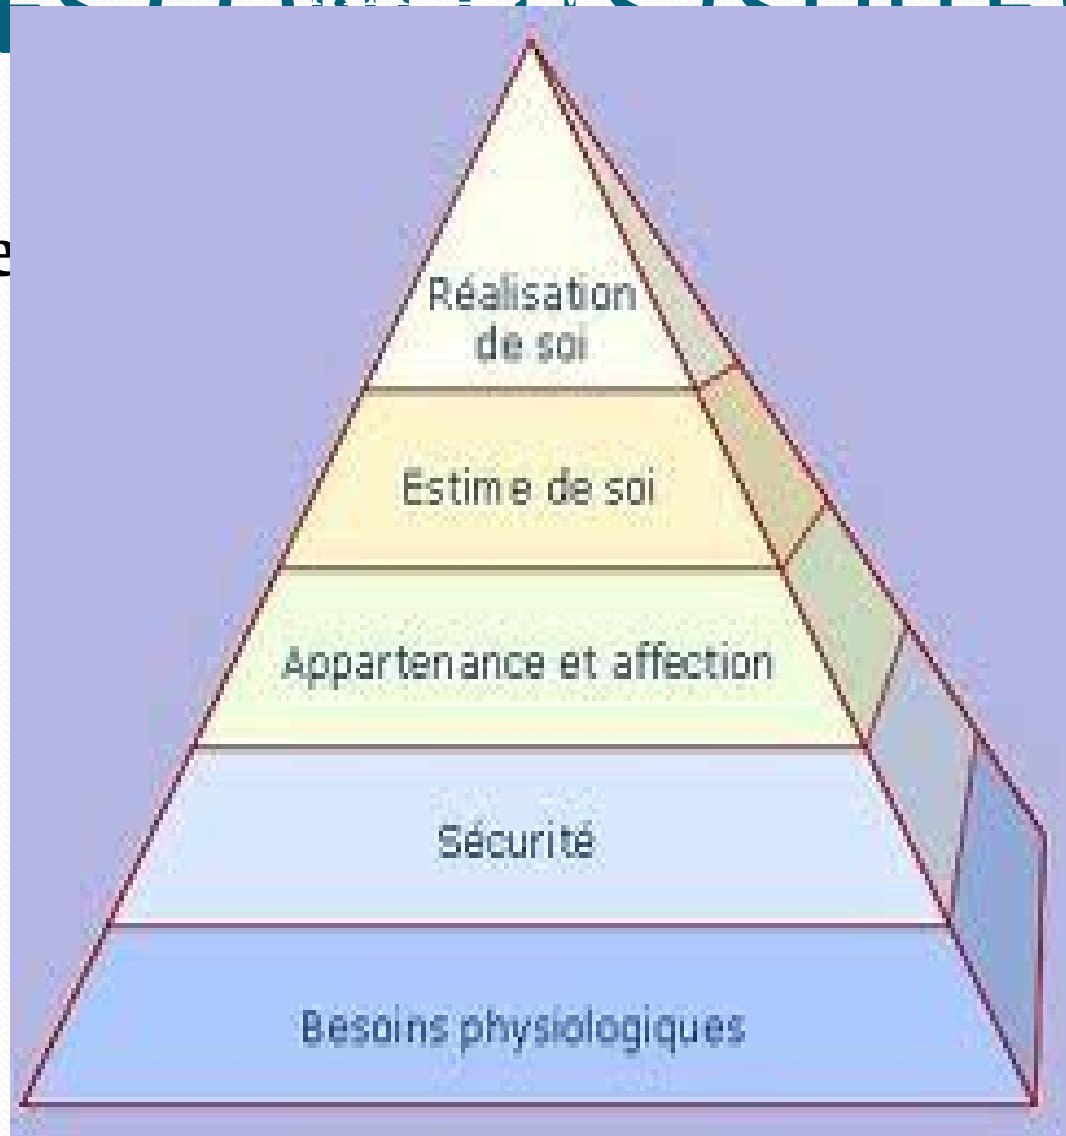 Réalisation
de soi
Estime de soi
Appartenance et affection
Sécurité
Besoins physiologiques